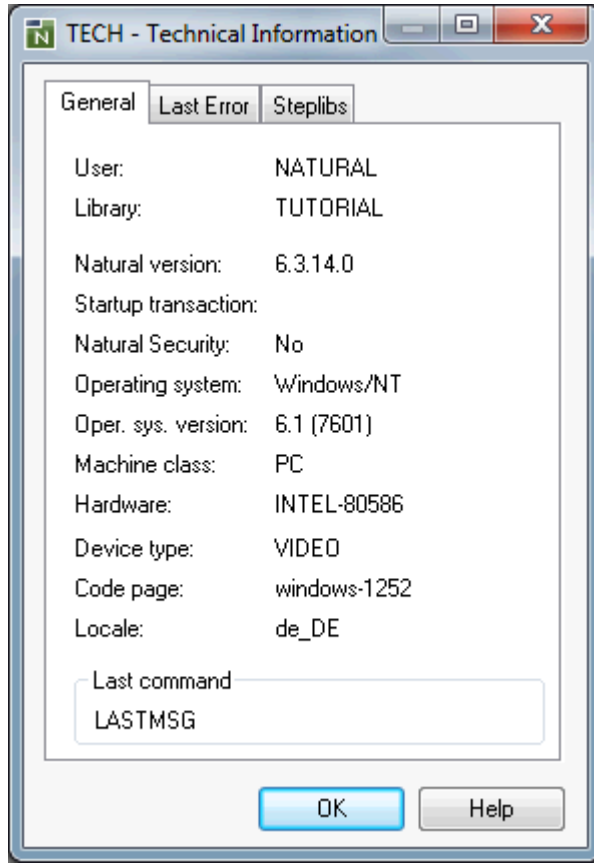 TECH - Technical Information
General Last Error Steplibs
User: NATURAL
Library: TUTORIAL
Natural version: 6.3.14.0
Startup transaction:
Natural Security: No
Operating system: Windows/NT
Oper. sys. version: 6.1 (7601)
Machine class: PC
Hardware: INTEL-80586
Device type: VIDEO
Code page: windows-1252
Locale: de_DE
Last command
LASTMSG
OK Help